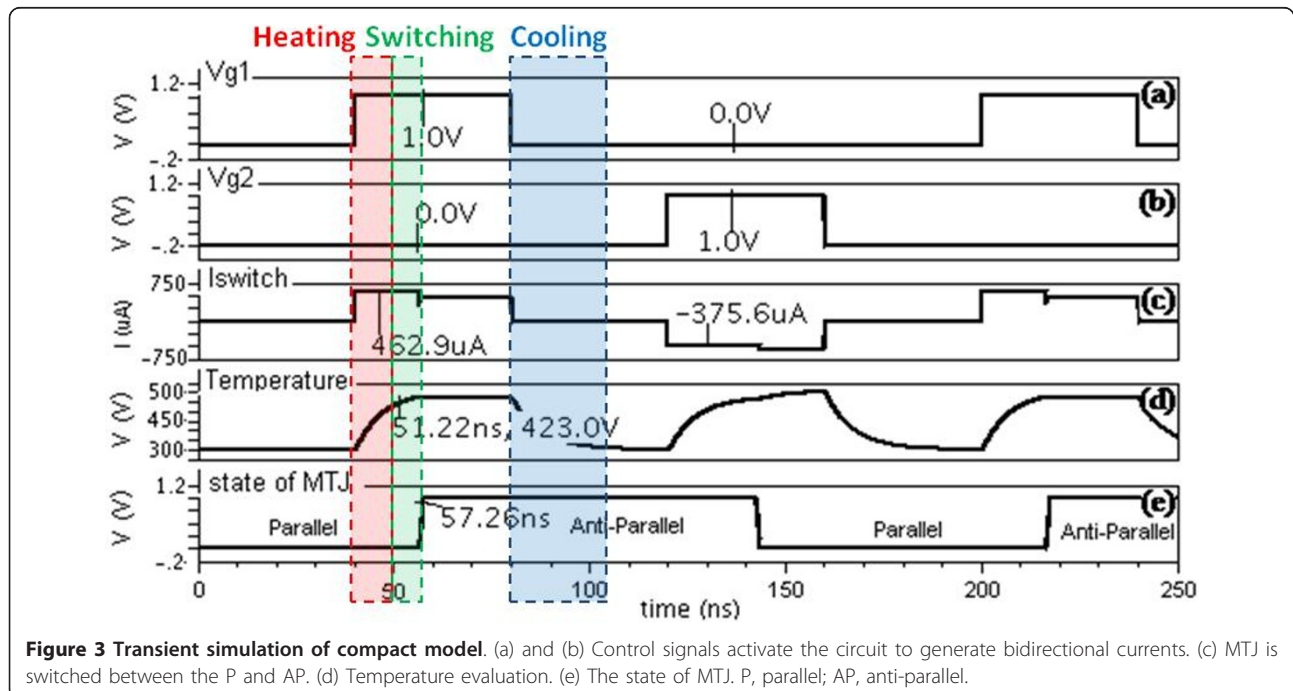 Heating Switching Cooling
Vg1
(a)
V (V)
1.2
-.2
1.0V
0.0V
Vg2
(b)
V (V)
1.2
-.2
0.0V
1.0V
Iswitch
(c)
I (uA)
750
-750
462.9uA
-375.6uA
Temperature
(d)
V (V)
500
450
300
51.22ns, 423.0V
state of MTJ
(e)
V (V)
1.2
-.2
57.26ns
Parallel Anti-Parallel Parallel Anti-Parallel
0 50 100 150 200 250
time (ns)
Figure 3 Transient simulation of compact model. (a) and (b) Control signals activate the circuit to generate bidirectional currents. (c) MTJ is
switched between the P and AP. (d) Temperature evaluation. (e) The state of MTJ. P, parallel; AP, anti-parallel.